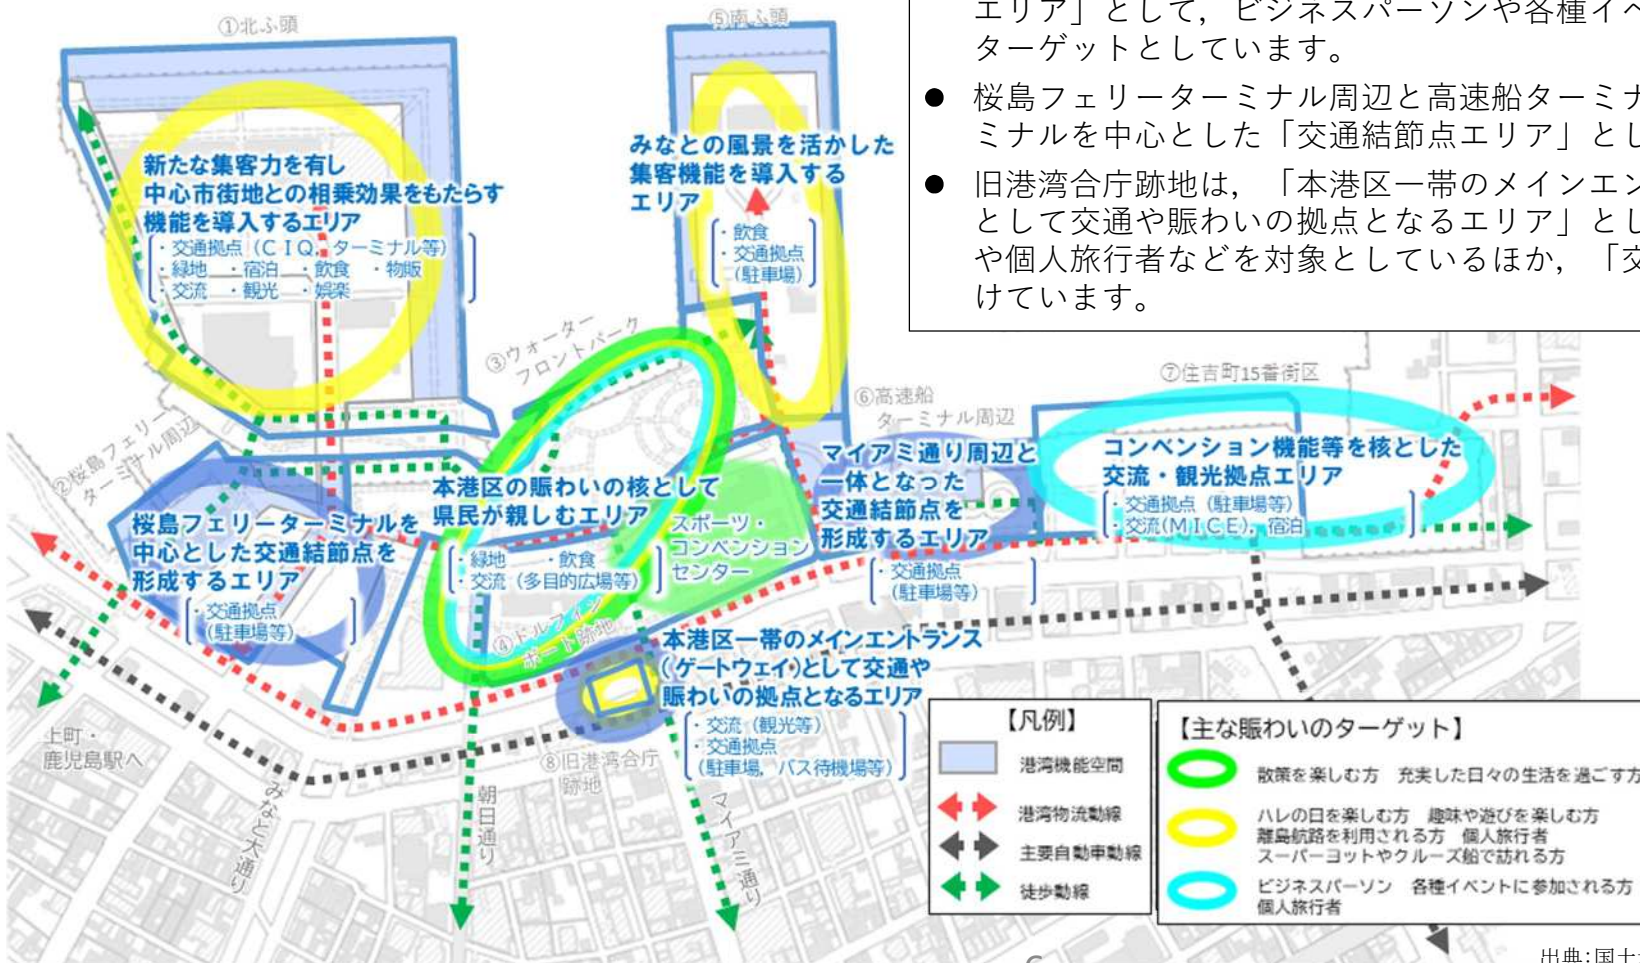 エリア」として，ビジネスパーソンや各種イベ
ターゲットとしています。
● 桜島フェリーターミナル周辺と高速船ターミナ
ミナルを中心とした「交通結節点エリア」とし
● 旧港湾合庁跡地は，「本港区一帯のメインエン
として交通や賑わいの拠点となるエリア」とし
や個人旅行者などを対象としているほか，「交
けています。
①北ふ頭
新たな集客力を有し
中心市街地との相乗効果をもたらす
機能を導入するエリア
・交通拠点（ＣＩＱ，ターミナル等）
・緑地　・宿泊　・飲食　・物販
・交流　・観光　・娯楽
⑤南ふ頭
みなとの風景を活かした
集客機能を導入する
エリア
・飲食
・交通拠点
（駐車場）
③ウォーター
フロントパーク
②桜島フェリー
ターミナル周辺
桜島フェリーターミナルを
中心とした交通結節点を
形成するエリア
・交通拠点
（駐車場等）
本港区の賑わいの核として
県民が親しむエリア
・緑地　・飲食
・交流（多目的広場等）
④ドルフィン
ポート跡地
スポーツ・
コンベンション
センター
⑥高速船
ターミナル周辺
マイアミ通り周辺と
一体となった
交通結節点を
形成するエリア
・交通拠点
（駐車場等）
⑦住吉町15番街区
コンベンション機能等を核とした
交流・観光拠点エリア
・交通拠点（駐車場等）
・交流(ＭＩＣＥ)，宿泊
本港区一帯のメインエントランス
（ゲートウェイ）として交通や
賑わいの拠点となるエリア
・交流（観光等）
・交通拠点
（駐車場，バス待機場等）
⑧旧港湾合庁
跡地
上町・
鹿児島駅へ
みなと大通り
朝日通り
マイアミ通り
【凡例】
港湾機能空間
港湾物流動線
主要自動車動線
徒歩動線
【主な賑わいのターゲット】
散策を楽しむ方　充実した日々の生活を過ごす方
ハレの日を楽しむ方　趣味や遊びを楽しむ方
離島航路を利用される方　個人旅行者
スーパーヨットやクルーズ船で訪れる方
ビジネスパーソン　各種イベントに参加される方
個人旅行者
出典:国土